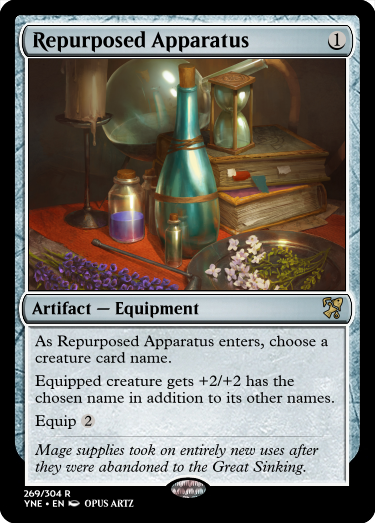 Repurposed Apparatus 1
Artifact — Equipment
As Repurposed Apparatus enters, choose a
creature card name.
Equipped creature gets +2/+2 has the
chosen name in addition to its other names.
Equip 2
Mage supplies took on entirely new uses after
they were abandoned to the Great Sinking.
269/304 R
YNE • EN OPUS ARTZ